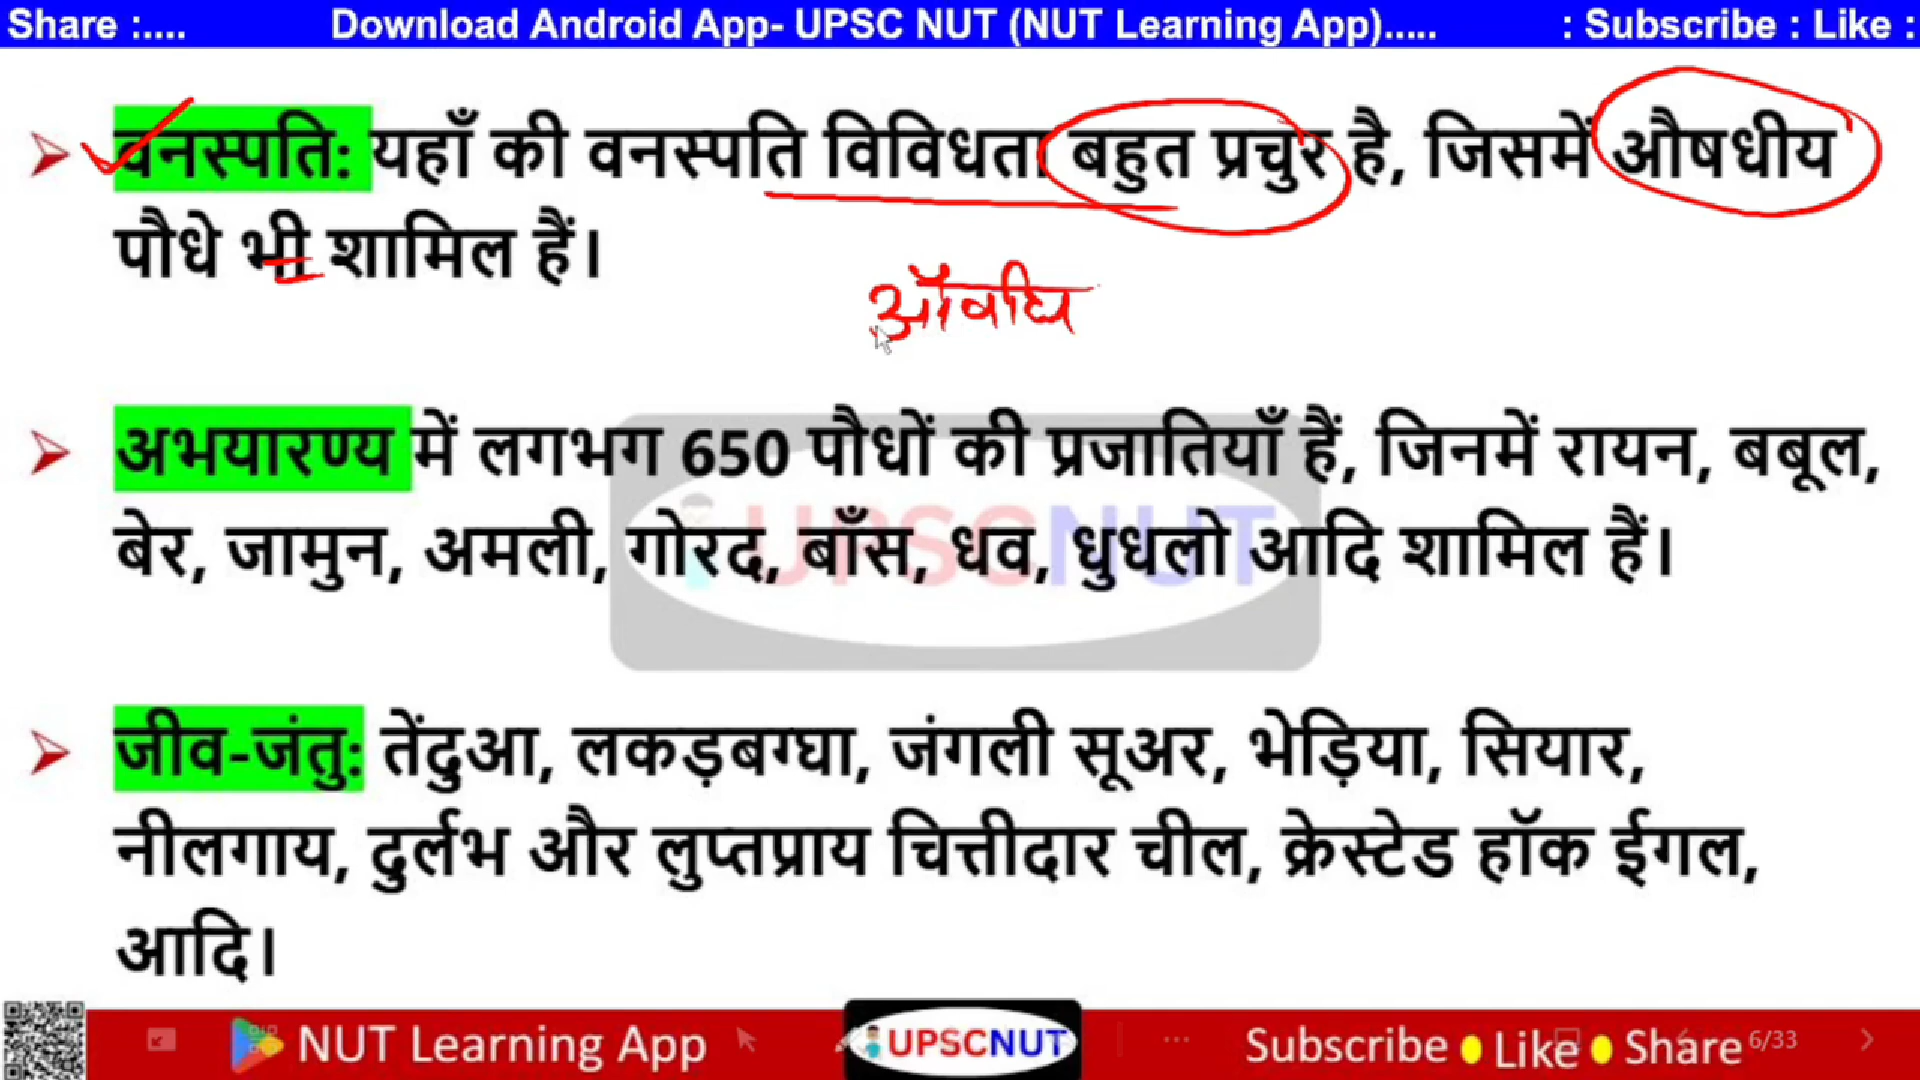 Share :.... Download Android App- UPSC NUT (NUT Learning App)..... : Subscribe : Like :
वनस्पति: यहाँ की वनस्पति विविधता बहुत प्रचुर है, जिसमें औषधीय
पौधे भी शामिल हैं।
अभयारण्य में लगभग 650 पौधों की प्रजातियाँ हैं, जिनमें रायन, बबूल,
बेर, जामुन, अमली, गोरद, बाँस, धव, धुधलो आदि शामिल हैं।
UPSCNUT
जीव-जंतु: तेंदुआ, लकड़बग्घा, जंगली सूअर, भेड़िया, सियार,
नीलगाय, दुर्लभ और लुप्तप्राय चित्तीदार चील, क्रेस्टेड हॉक ईगल,
आदि।
NUT Learning App UPSCNUT Subscribe Like Share 6/33